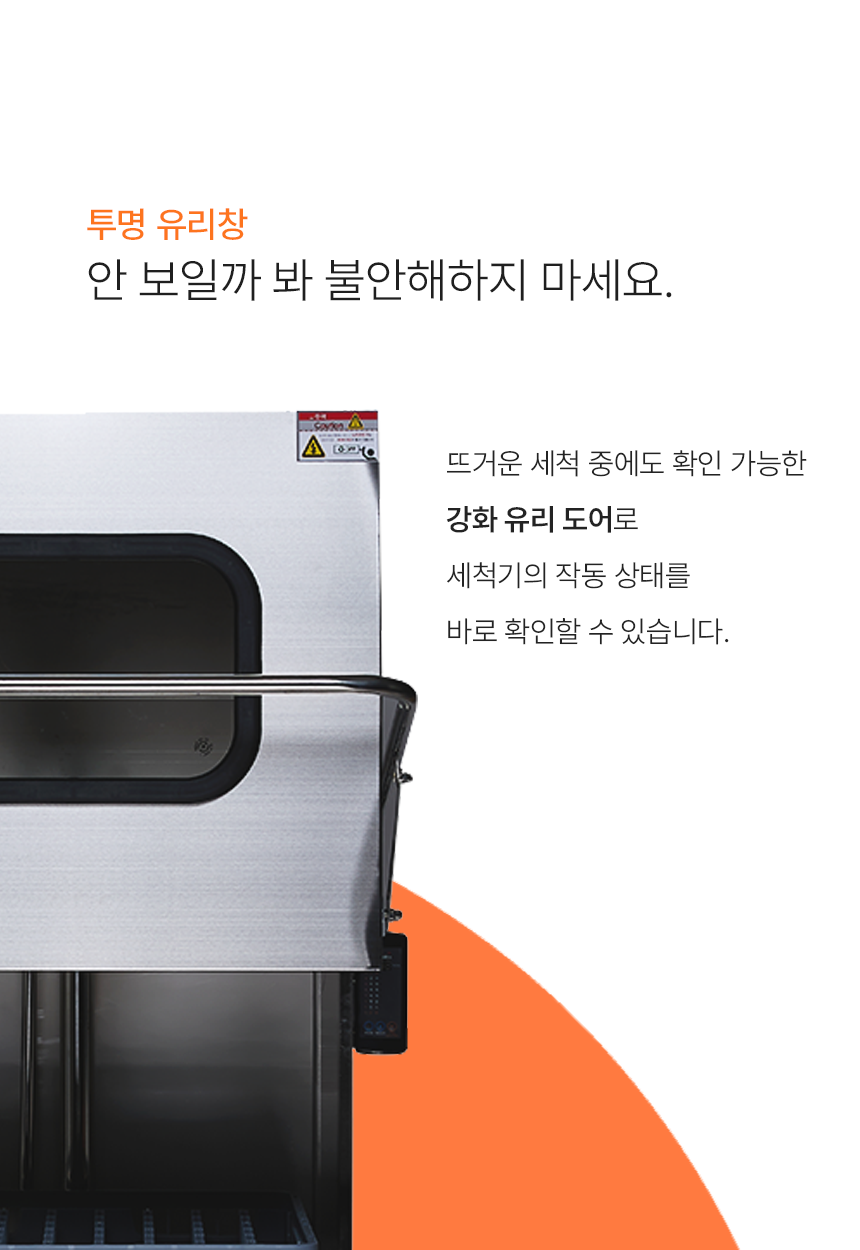 투명 유리창
안 보일까 봐 불안해하지 마세요.
Caution
뜨거운 세척 중에도 확인 가능한
강화 유리 도어로
세척기의 작동 상태를
바로 확인할 수 있습니다.